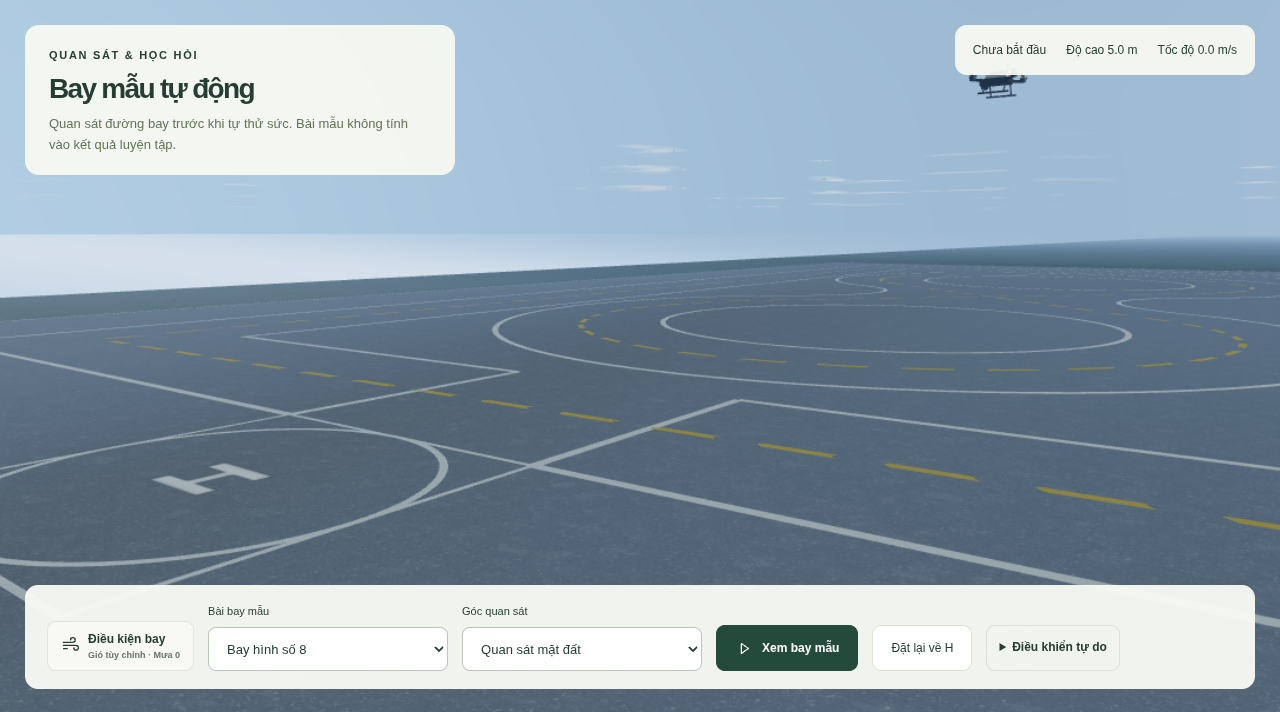 QUAN SÁT & HỌC HỎI
Bay mẫu tự động
Quan sát đường bay trước khi tự thử sức. Bài mẫu không tính
vào kết quả luyện tập.
Chưa bắt đầu Độ cao 5.0 m Tốc độ 0.0 m/s
H
Điều kiện bay
Gió tùy chỉnh · Mưa 0
Bài bay mẫu
Bay hình số 8
Góc quan sát
Quan sát mặt đất
Xem bay mẫu
Đặt lại về H
Điều khiển tự do